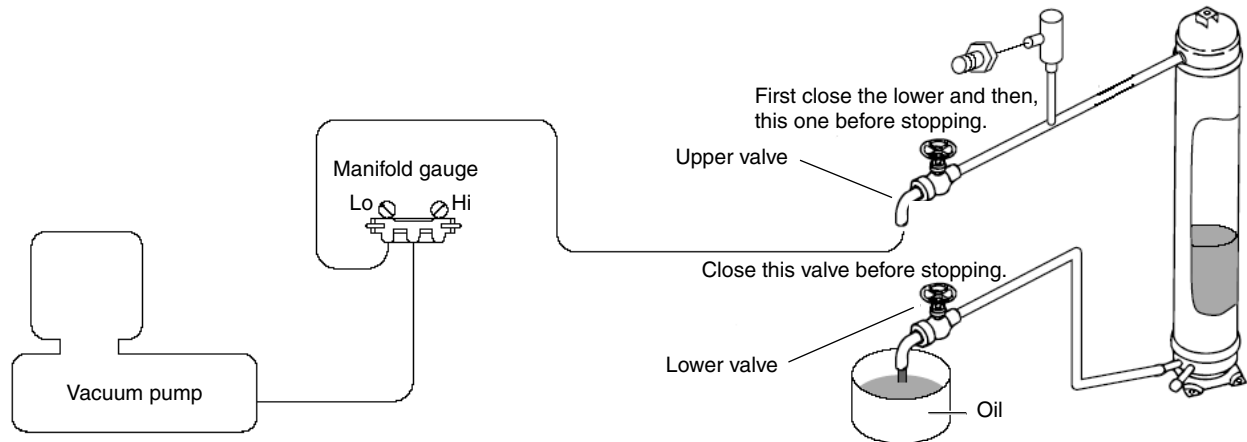 First close the lower and then,
this one before stopping.
Upper valve
Manifold gauge
Lo Hi
Close this valve before stopping.
Lower valve
Vacuum pump
Oil